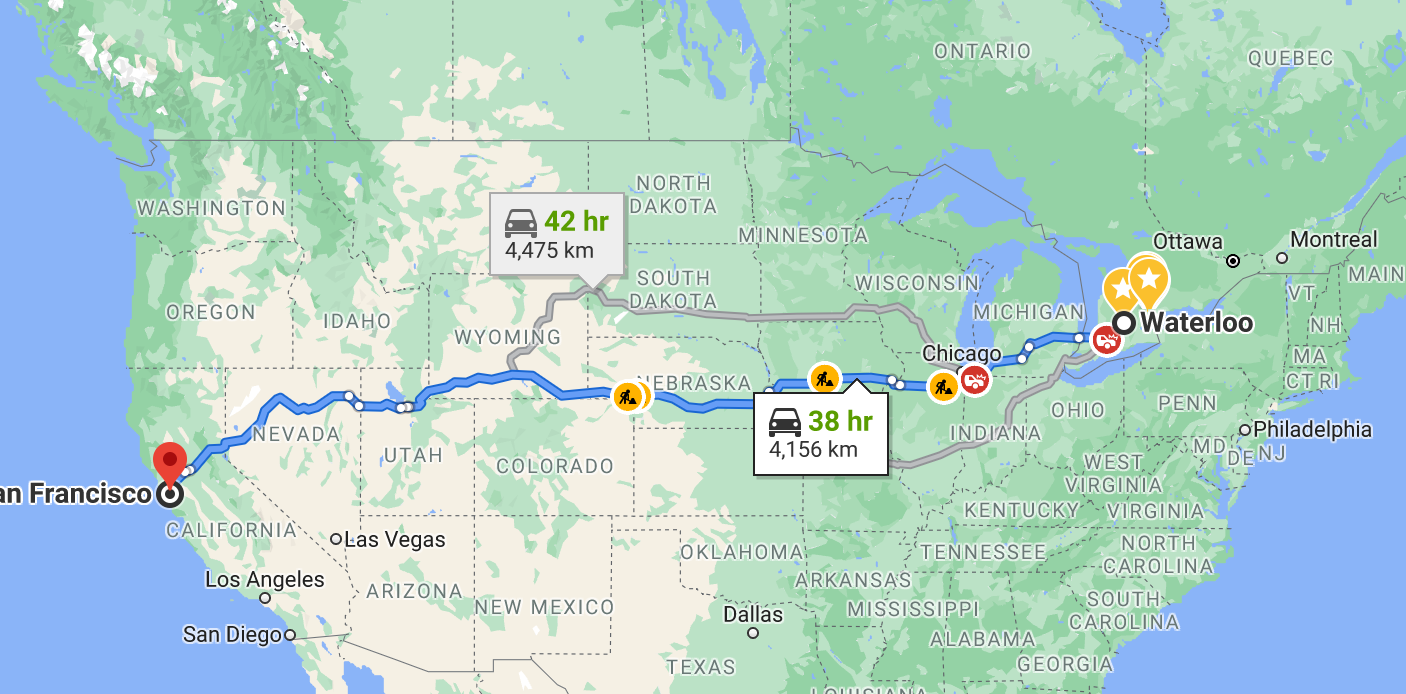 ONTARIO
QUEBEC
NORTH
DAKOTA
WASHINGTON
42 hr
4,475 km
MINNESOTA
Ottawa
Montreal
MAIN
SOUTH
DAKOTA
WISCONSIN
MICHIGAN
VT
OREGON
IDAHO
WYOMING
Waterloo
NH
Chicago
MA
CT
RI
NEBRASKA
PENN
OHIO
38 hr
4,156 km
NEVADA
UTAH
COLORADO
INDIANA
Philadelphia
MD
DE
NJ
WEST
VIRGINIA
an Francisco
CALIFORNIA
KENTUCKY
VIRGINIA
Las Vegas
OKLAHOMA
TENNESSEE
NORTH
CAROLINA
Los Angeles
ARIZONA
NEW MEXICO
ARKANSAS
MISSISSIPPI
SOUTH
CAROLINA
San Diego
Dallas
ALABAMA
TEXAS
GEORGIA
LOUISIANA